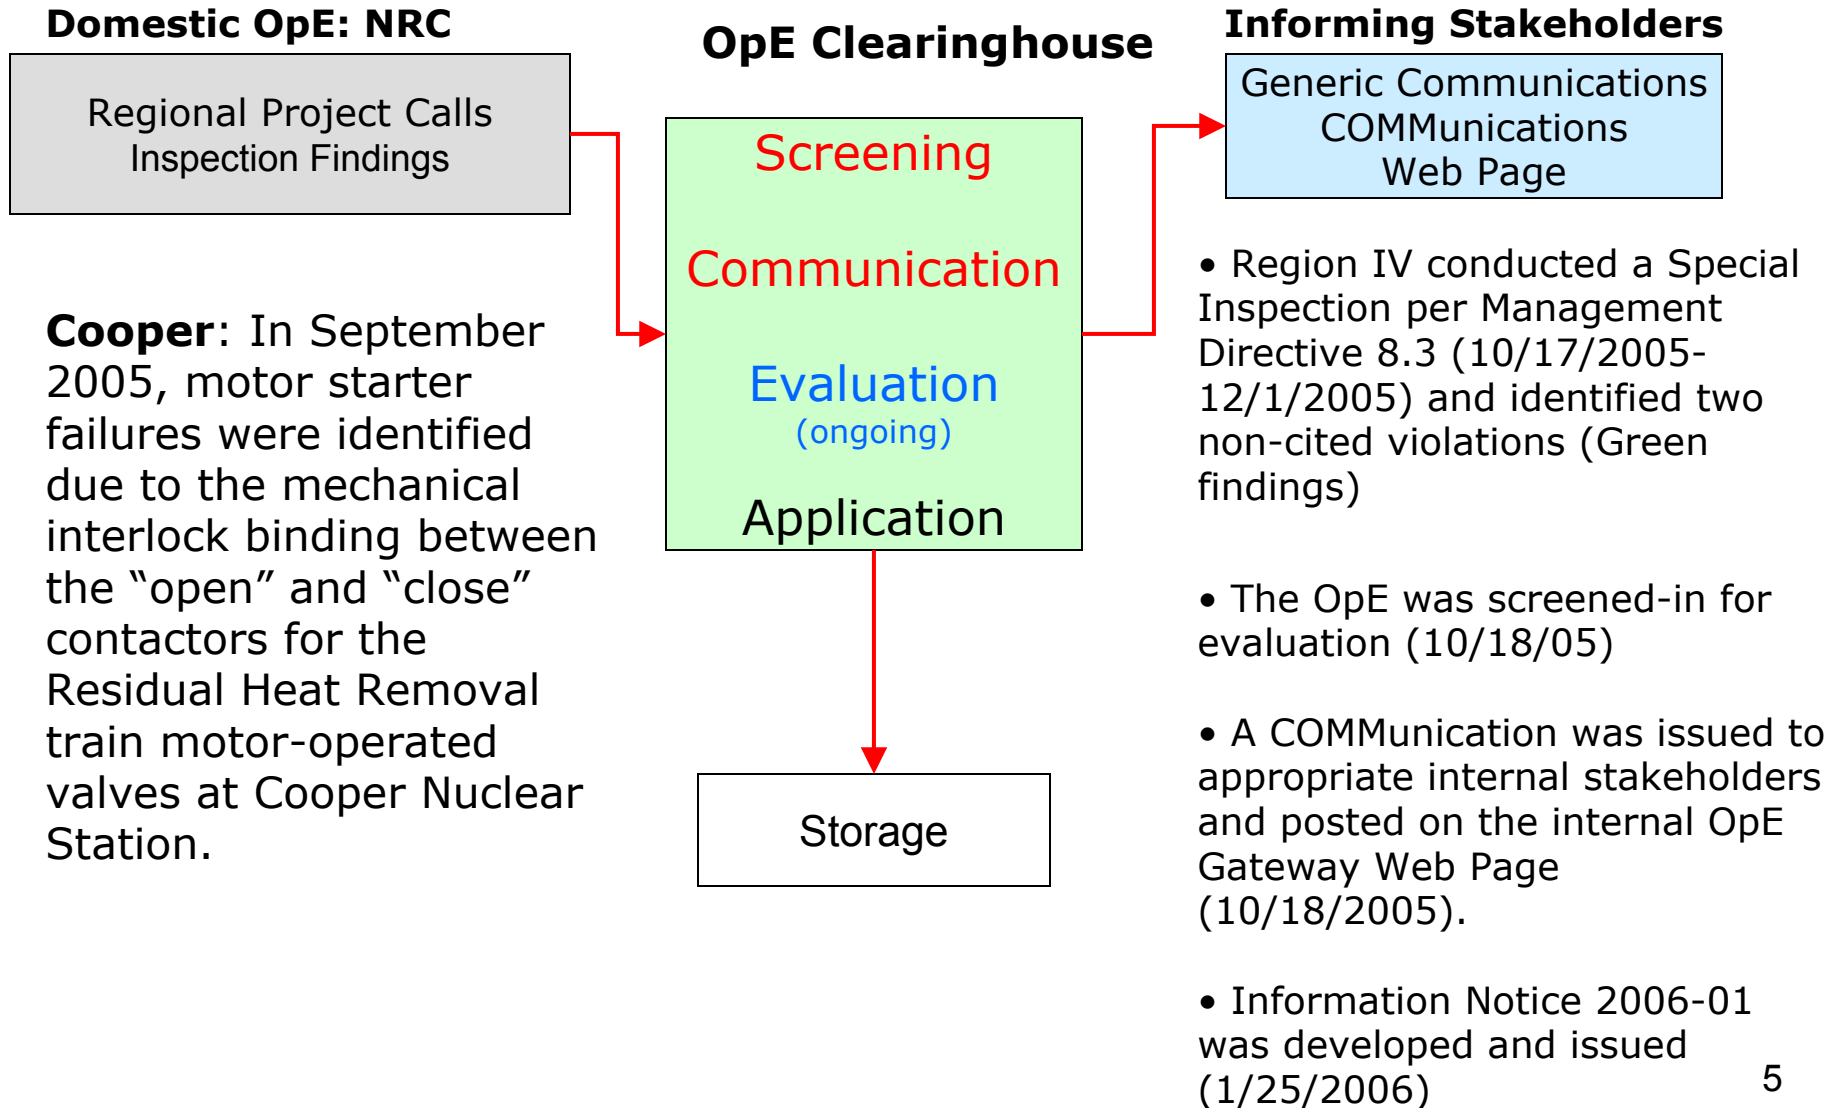 Domestic OpE: NRC
Regional Project Calls
Inspection Findings
Cooper: In September
2005, motor starter
failures were identified
due to the mechanical
interlock binding between
the “open” and “close”
contactors for the
Residual Heat Removal
train motor-operated
valves at Cooper Nuclear
Station.
OpE Clearinghouse
Screening
Communication
Evaluation
(ongoing)
Application
Storage
Informing Stakeholders
Generic Communications
COMMunications
Web Page
• Region IV conducted a Special
Inspection per Management
Directive 8.3 (10/17/2005-
12/1/2005) and identified two
non-cited violations (Green
findings)
• The OpE was screened-in for
evaluation (10/18/05)
• A COMMunication was issued to
appropriate internal stakeholders
and posted on the internal OpE
Gateway Web Page
(10/18/2005).
• Information Notice 2006-01
was developed and issued
(1/25/2006)
5